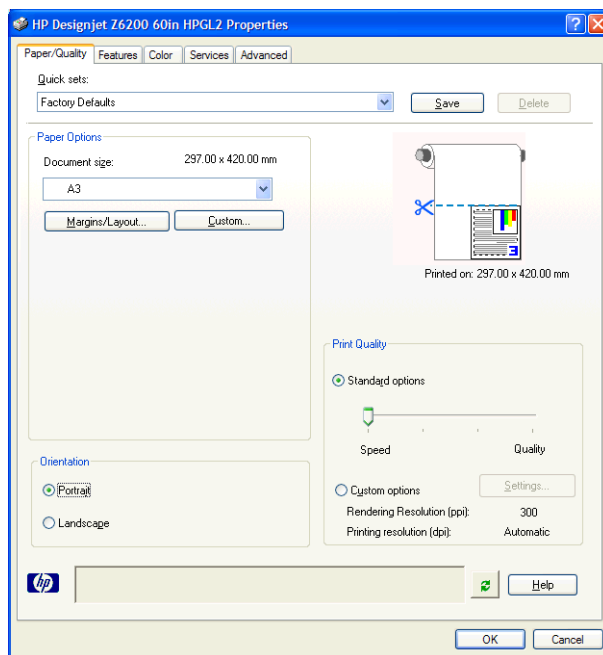 HP Designjet Z6200 60in HPGL2 Properties
Paper/Quality Features Color Services Advanced
Quick sets:
Factory Defaults
Save
Delete
Paper Options
Document size: 297.00 x 420.00 mm
A3
Margins/Layout...
Custom...
3
Printed on: 297.00 x 420.00 mm
Print Quality
Standard options
Speed Quality
Custom options
Settings...
Rendering Resolution (ppi): 300
Printing resolution (dpi): Automatic
Orientation
Portrait
Landscape
hp
Help
OK
Cancel